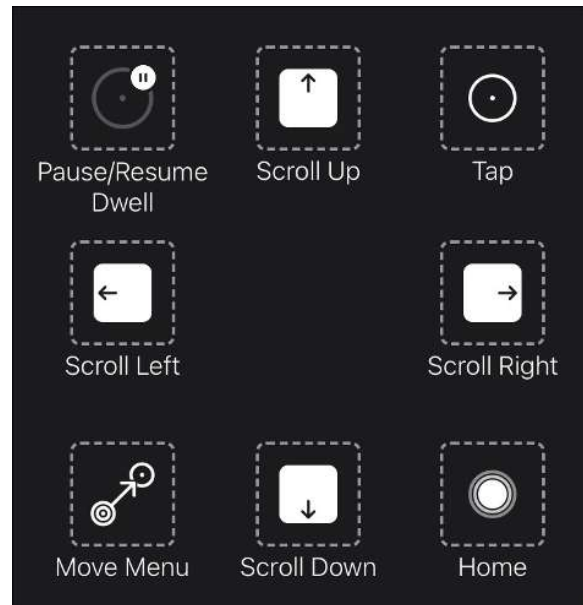 Pause/Resume
Dwell
Scroll Up
Tap
Scroll Left
Scroll Right
Move Menu
Scroll Down
Home